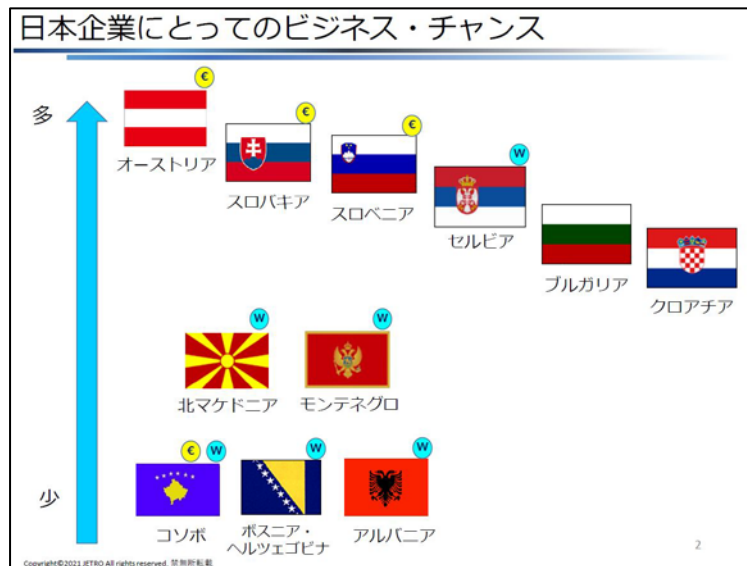 日本企業にとってのビジネス・チャンス
多
€
オーストリア
€
スロバキア
€
スロベニア
W
セルビア
ブルガリア
クロアチア
W
北マケドニア
W
モンテネグロ
少
€ W
コソボ
W
ボスニア・
ヘルツェゴビナ
W
アルバニア
2
Copyright©2021 JETRO All rights reserved. 禁無断転載